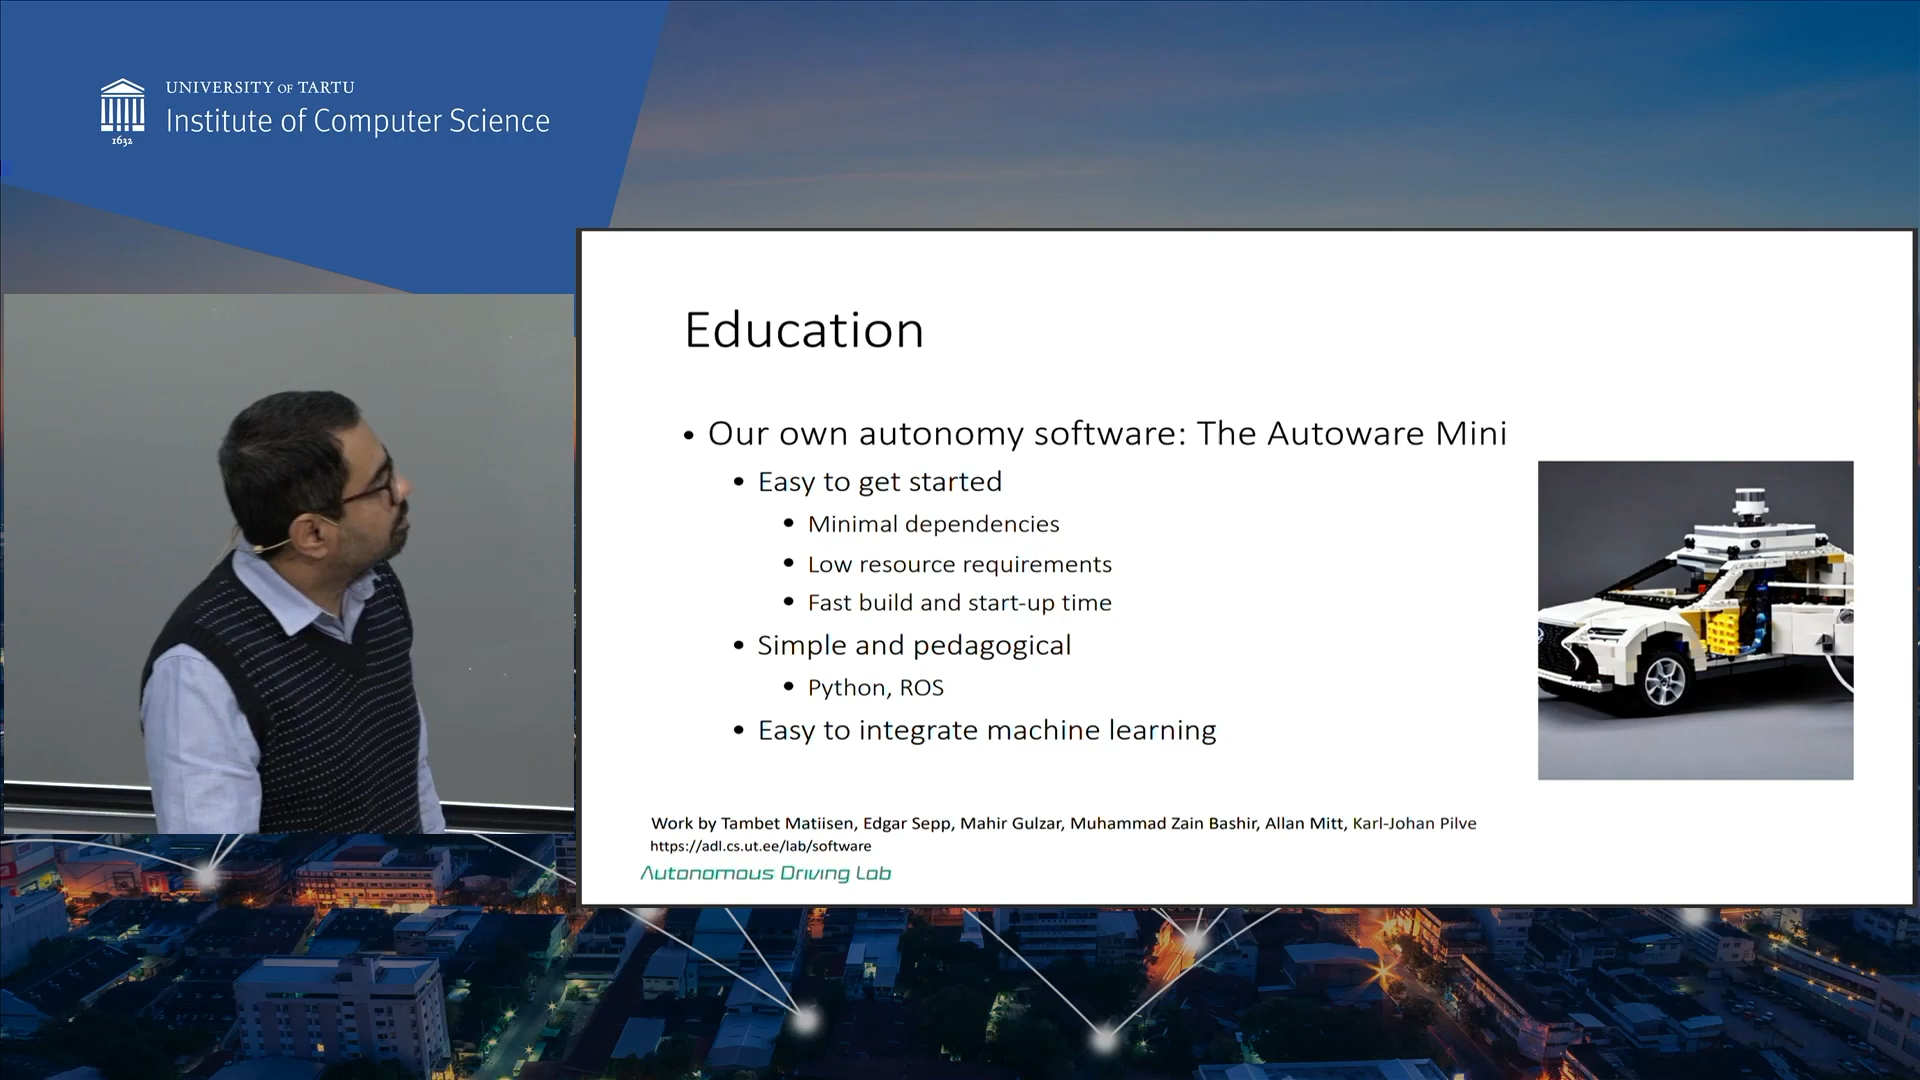 UNIVERSITY OF TARTU
Institute of Computer Science
1632
Education
• Our own autonomy software: The Autoware Mini
• Easy to get started
• Minimal dependencies
• Low resource requirements
• Fast build and start-up time
• Simple and pedagogical
• Python, ROS
• Easy to integrate machine learning
Work by Tambet Matiisen, Edgar Sepp, Mahir Gulzar, Muhammad Zain Bashir, Allan Mitt, Karl-Johan Pilve
https://adl.cs.ut.ee/lab/software
Autonomous Driving Lab